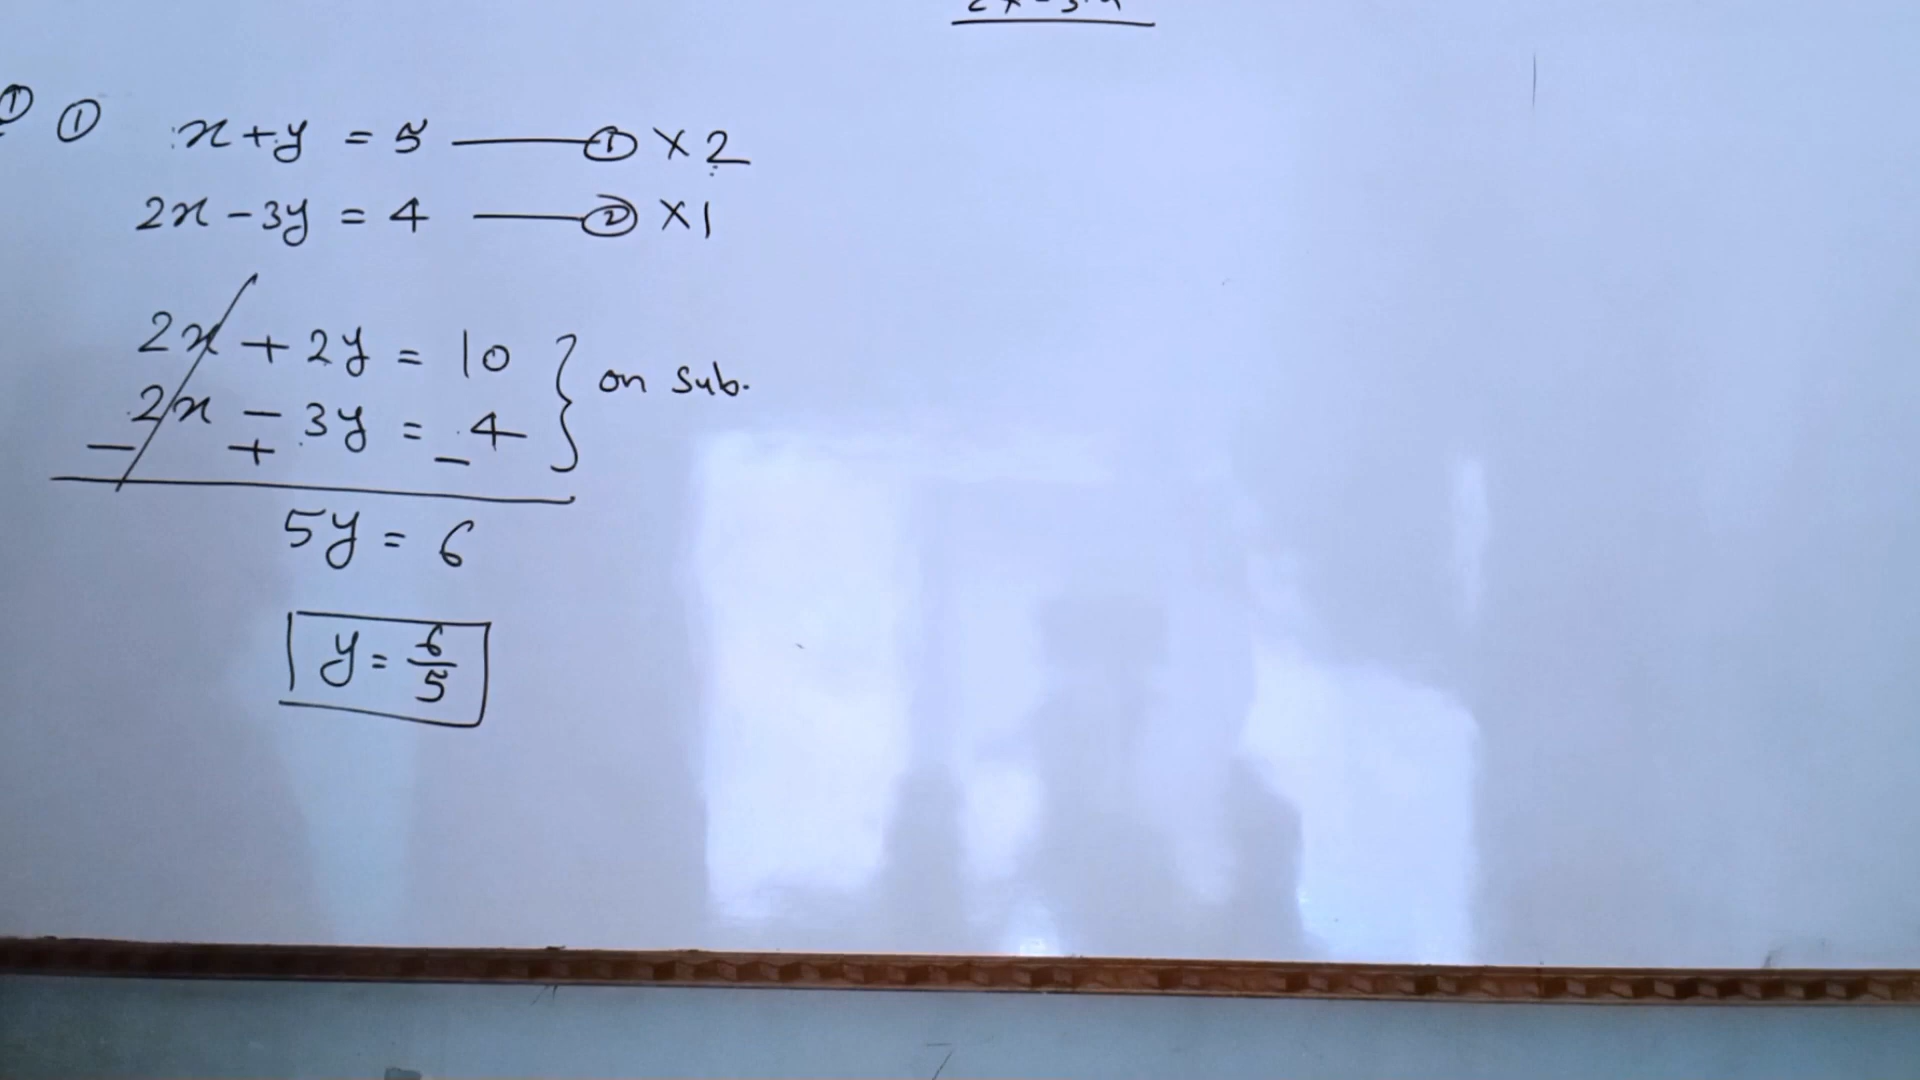 ① ① x + y = 5 —— ① × 2
2x - 3y = 4 —— ② × 1
2x + 2y = 10
2x - 3y = 4 } on sub.
- + -
5y = 6
y = 6/5